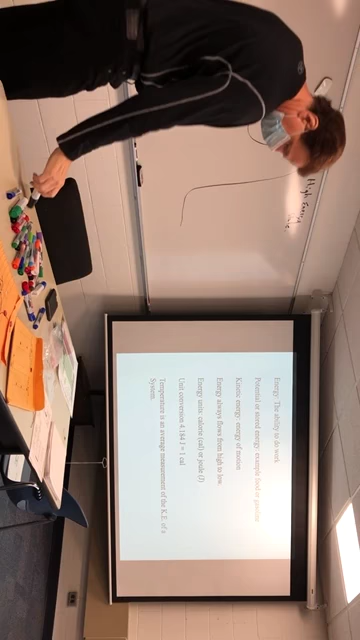 High Energy
Energy: The ability to do work
Potential or stored energy: example food or gasoline
Kinetic energy: energy of motion
Energy always flows from high to low.
Energy units: calorie (cal) or joule (J)
Unit conversion 4.184 J = 1 cal
Temperature is an average measurement of the K.E. of a
System.